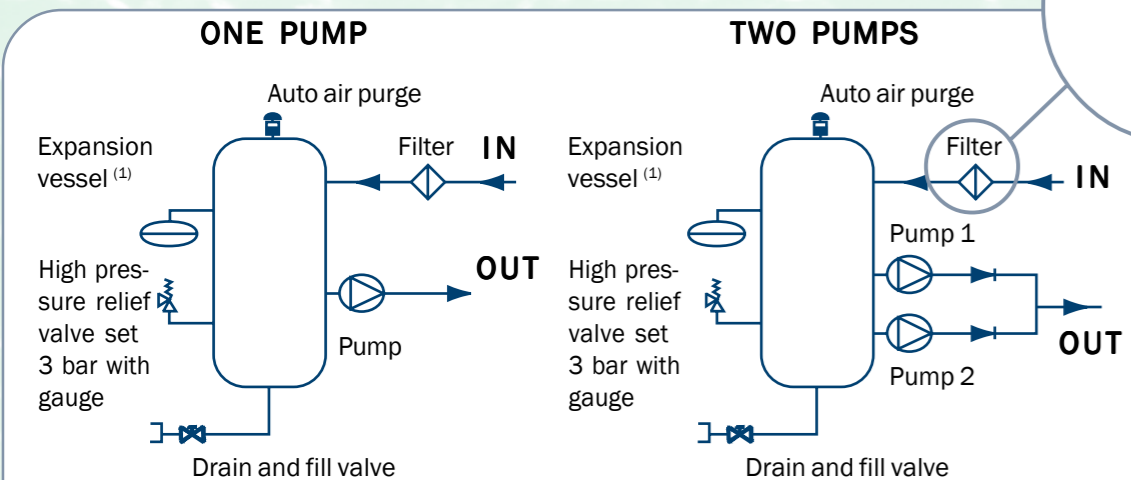 ONE PUMP
Auto air purge
Expansion
vessel (1)
Filter
IN
High pres-
sure relief
valve set
3 bar with
gauge
OUT
Pump
Drain and fill valve
TWO PUMPS
Auto air purge
Expansion
vessel (1)
Filter
IN
Pump 1
High pres-
sure relief
valve set
3 bar with
gauge
OUT
Pump 2
Drain and fill valve